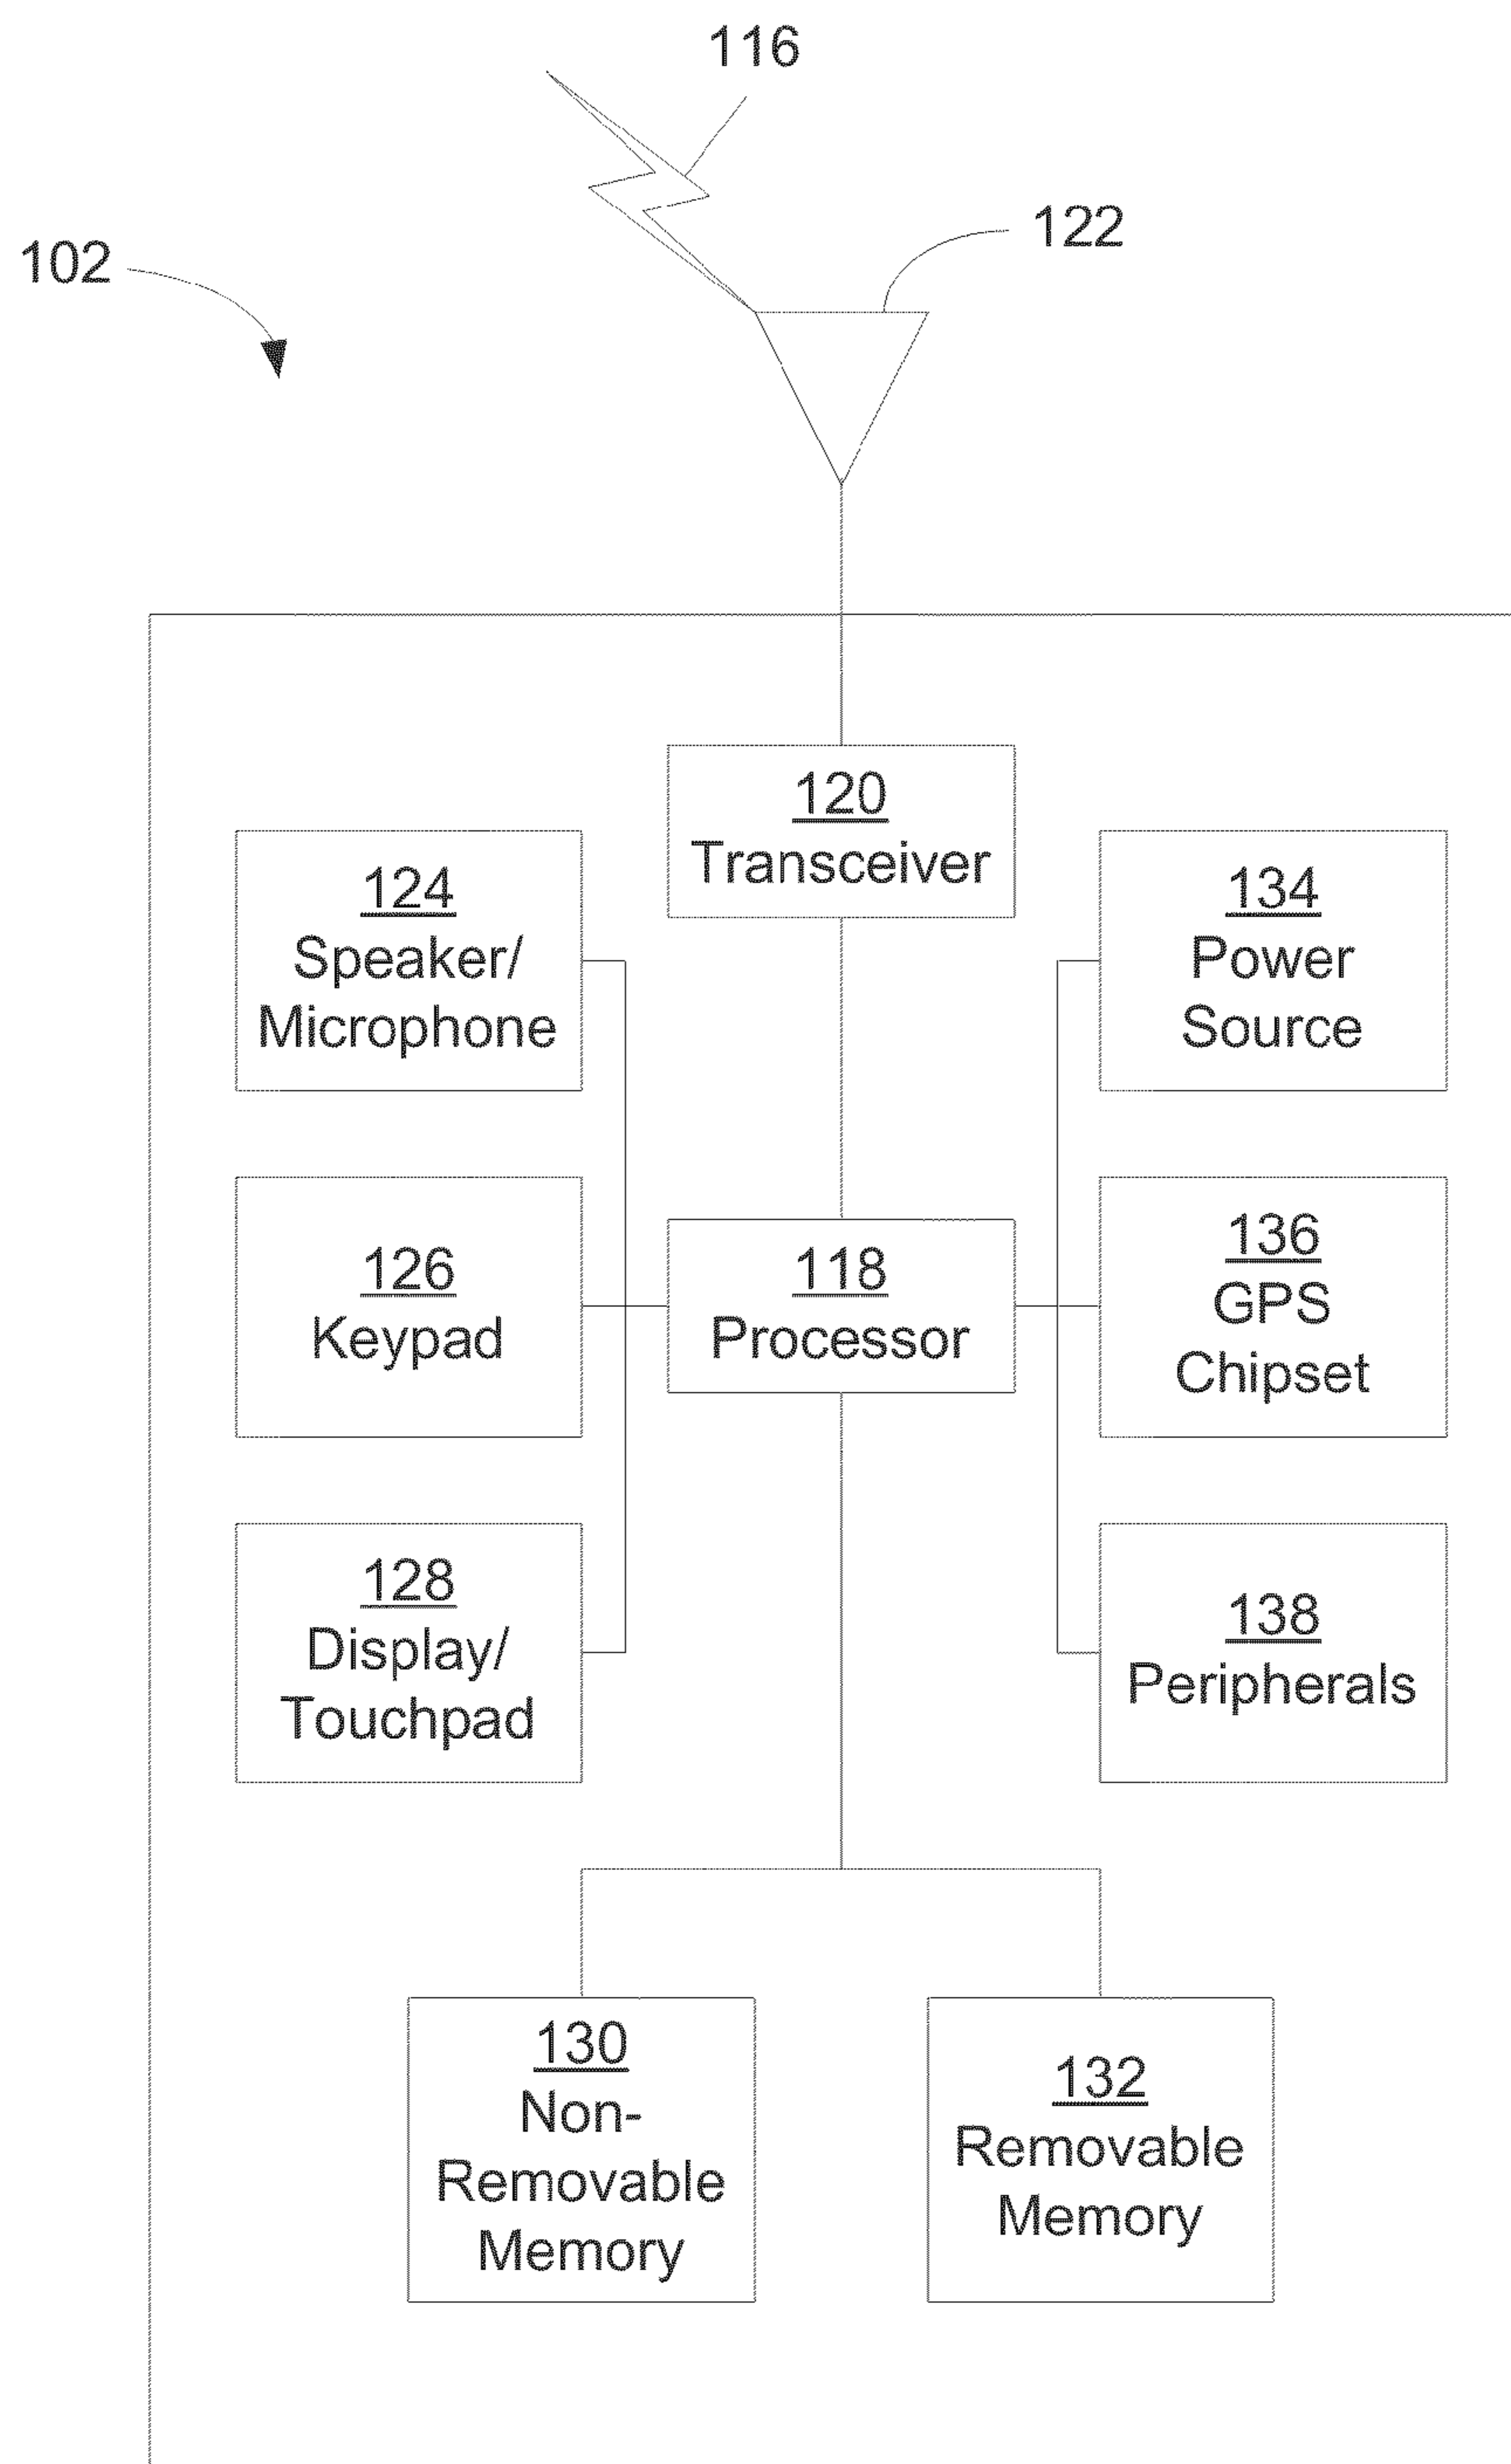 116
122
102
120
Transceiver
124
Speaker/
Microphone
134
Power
Source
126
Keypad
118
Processor
136
GPS
Chipset
128
Display/
Touchpad
138
Peripherals
130
Non-
Removable
Memory
132
Removable
Memory